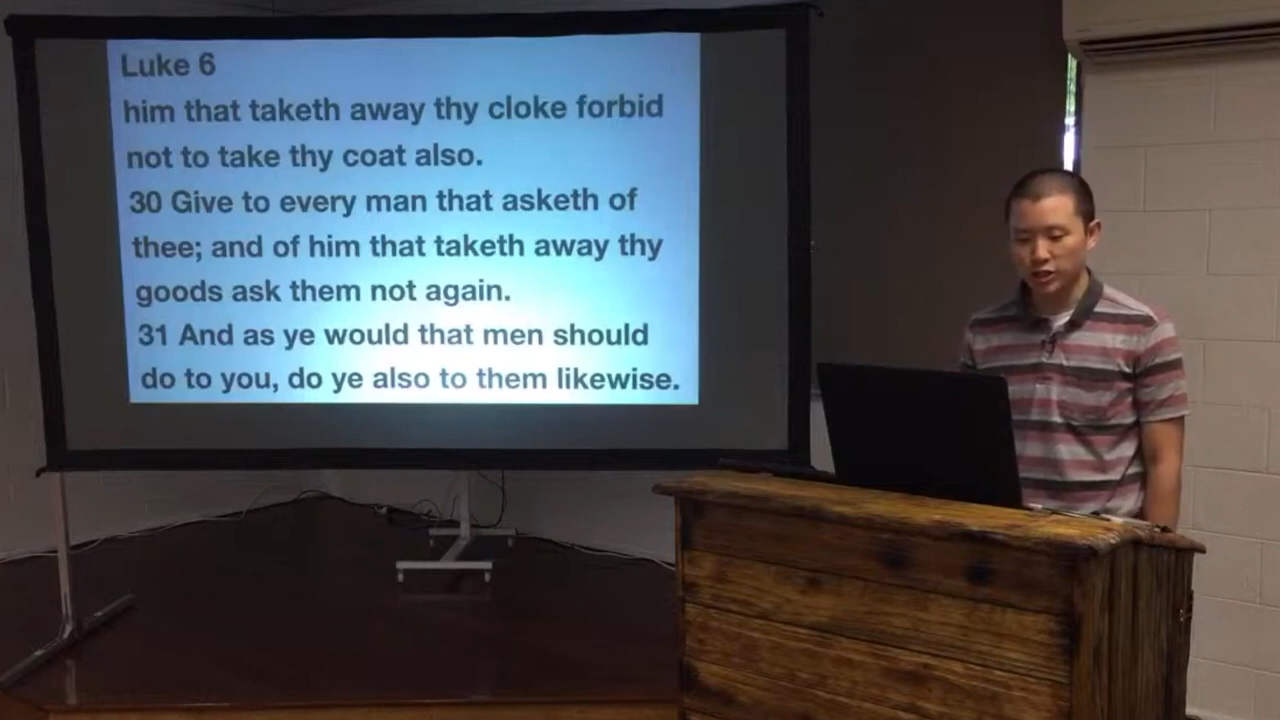 Luke 6
him that taketh away thy cloke forbid
not to take thy coat also.
30 Give to every man that asketh of
thee; and of him that taketh away thy
goods ask them not again.
31 And as ye would that men should
do to you, do ye also to them likewise.